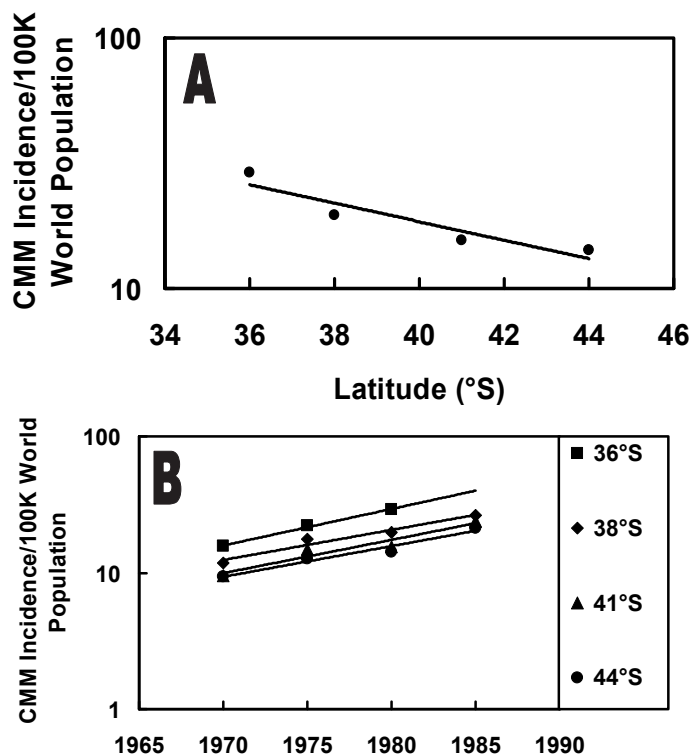 A
CMM Incidence/100K
World Population
100
10
34 36 38 40 42 44 46
Latitude (°S)
B
CMM Incidence/100K World
Population
100
10
1
1965 1970 1975 1980 1985 1990
36°S
38°S
41°S
44°S